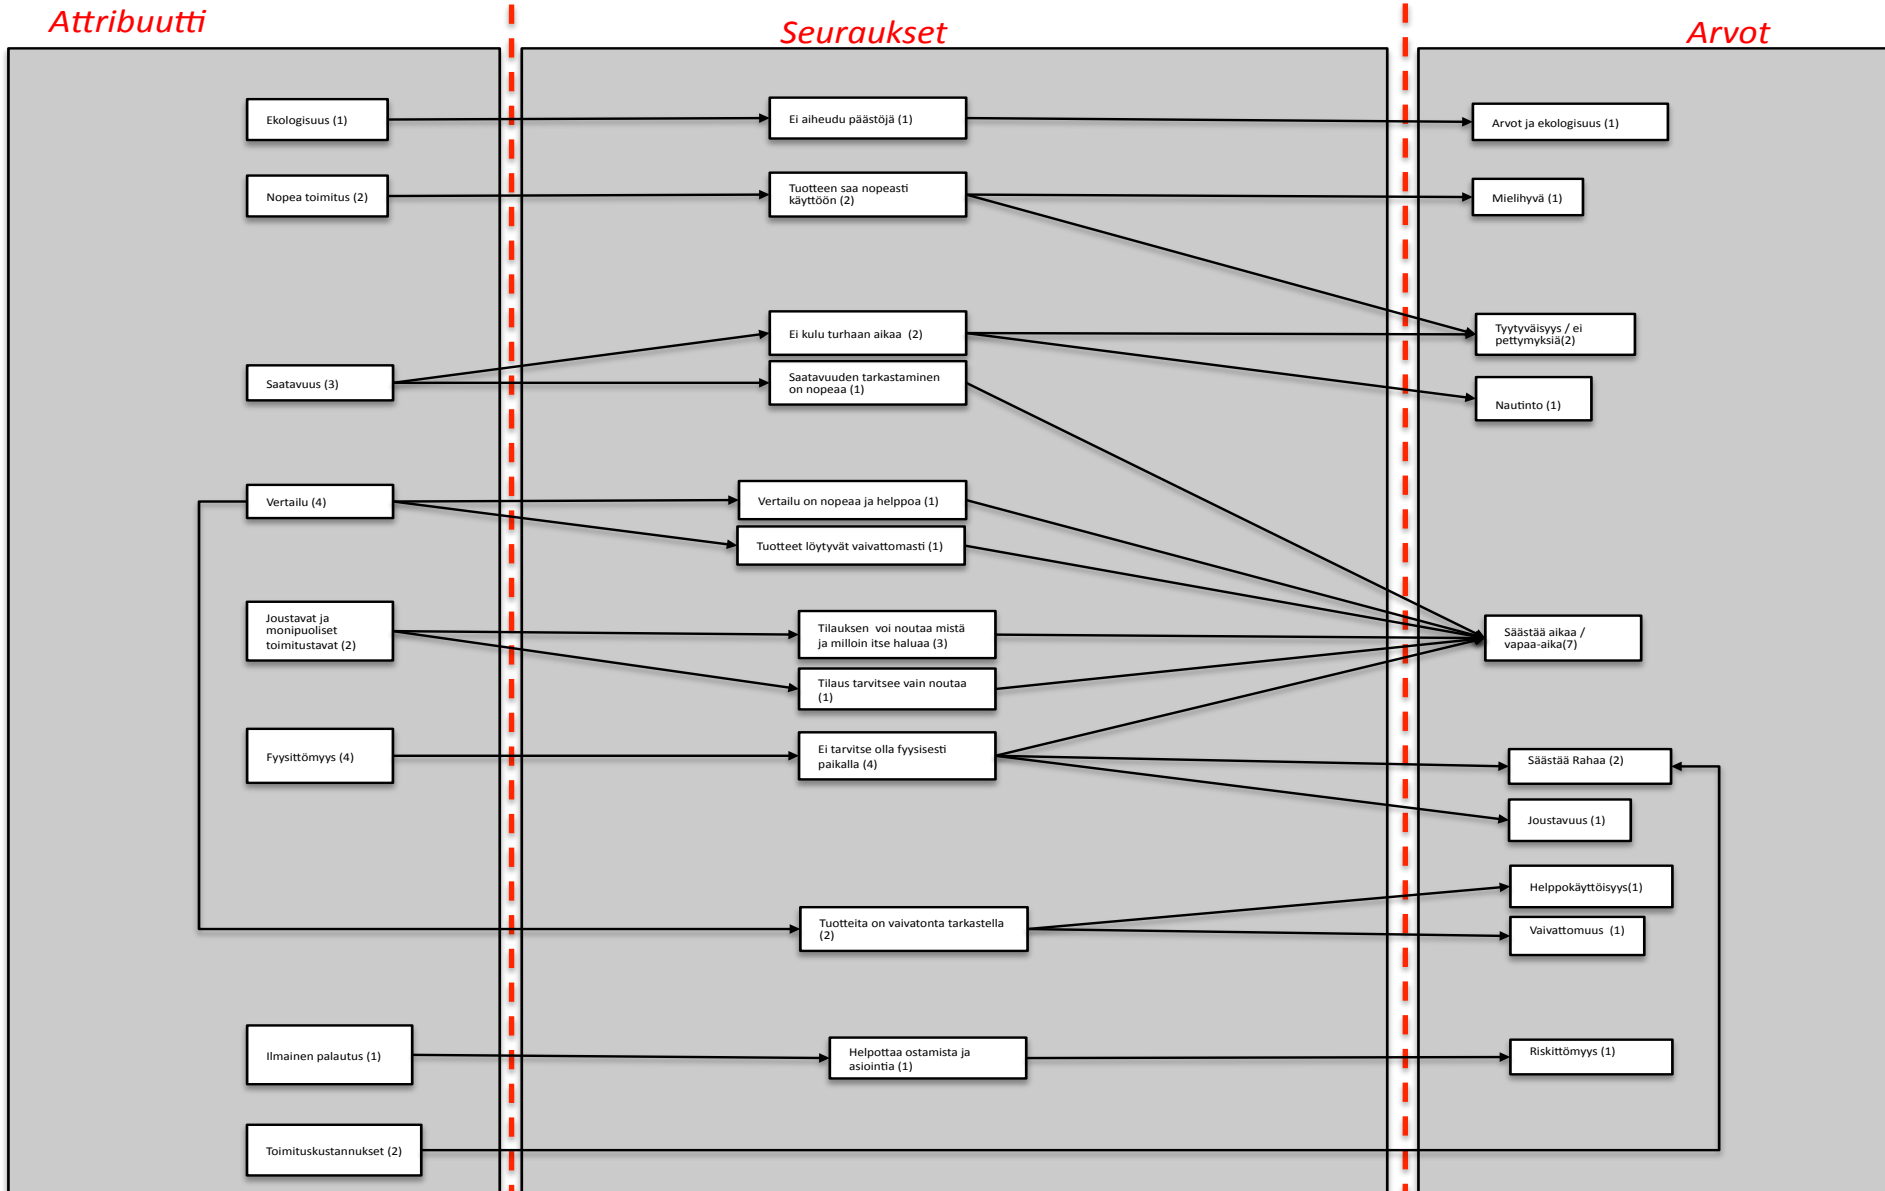 Attribuutti
Seuraukset
Arvot
Ekologisuus (1)
Ei aiheudu päästöjä (1)
Arvot ja ekologisuus (1)
Nopea toimitus (2)
Tuotteen saa nopeasti
käyttöön (2)
Mielihyvä (1)
Ei kulu turhaan aikaa (2)
Tyytyväisyys / ei
pettymyksiä(2)
Saatavuus (3)
Saatavuuden tarkastaminen
on nopeaa (1)
Nautinto (1)
Vertailu (4)
Vertailu on nopeaa ja helppoa (1)
Tuotteet löytyvät vaivattomasti (1)
Joustavat ja
monipuoliset
toimitustavat (2)
Tilauksen voi noutaa mistä
ja milloin itse haluaa (3)
Säästää aikaa /
vapaa-aika(7)
Tilaus tarvitsee vain noutaa
(1)
Fyysittömyys (4)
Ei tarvitse olla fyysisesti
paikalla (4)
Säästää Rahaa (2)
Joustavuus (1)
Helppokäyttöisyys(1)
Tuotteita on vaivatonta tarkastella
(2)
Vaivattomuus (1)
Ilmainen palautus (1)
Helpottaa ostamista ja
asiointia (1)
Riskittömyys (1)
Toimituskustannukset (2)